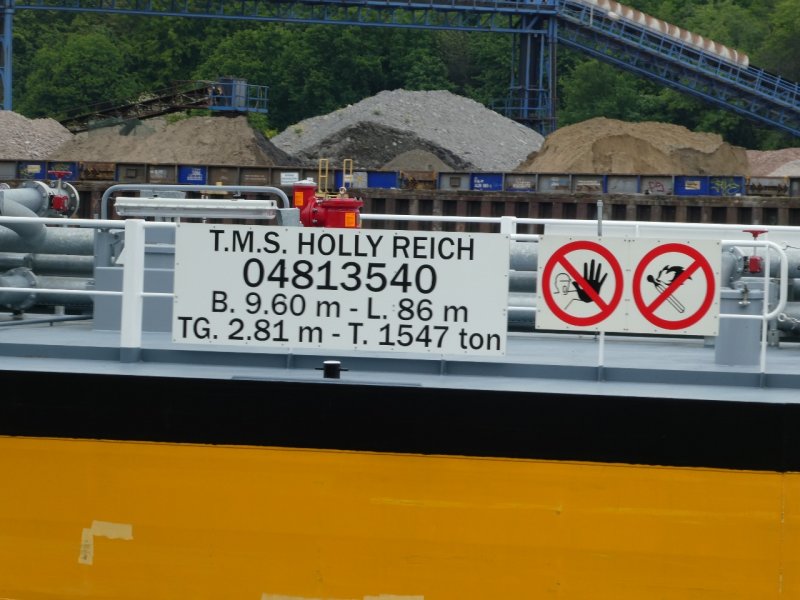 T.M.S. HOLLY REICH
04813540
B. 9.60 m - L. 86 m
TG. 2.81 m - T. 1547 ton